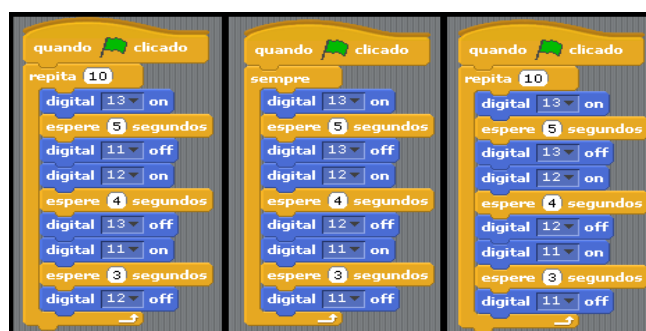 quando clicado
repita 10
digital 13 on
espere 5 segundos
digital 11 off
digital 12 on
espere 4 segundos
digital 13 off
digital 11 on
espere 3 segundos
digital 12 off
quando clicado
sempre
digital 13 on
espere 5 segundos
digital 13 off
digital 12 on
espere 4 segundos
digital 12 off
digital 11 on
espere 3 segundos
digital 11 off
quando clicado
repita 10
digital 13 on
espere 5 segundos
digital 13 off
digital 12 on
espere 4 segundos
digital 12 off
digital 11 on
espere 3 segundos
digital 11 off